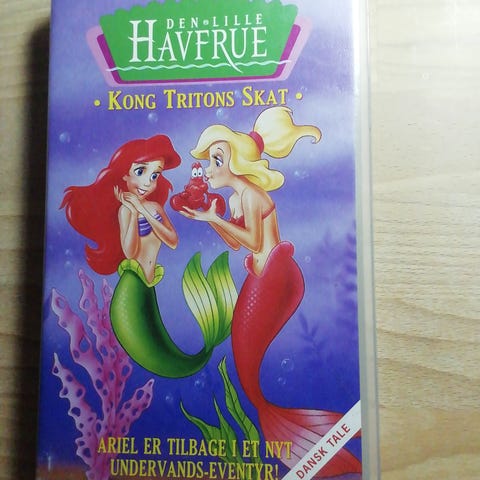 DEN LILLE
HAVFRUE
• KONG TRITONS SKAT •
ARIEL ER TILBAGE I ET NYT
UNDERVANDS-EVENTYR!
DANSK TALE